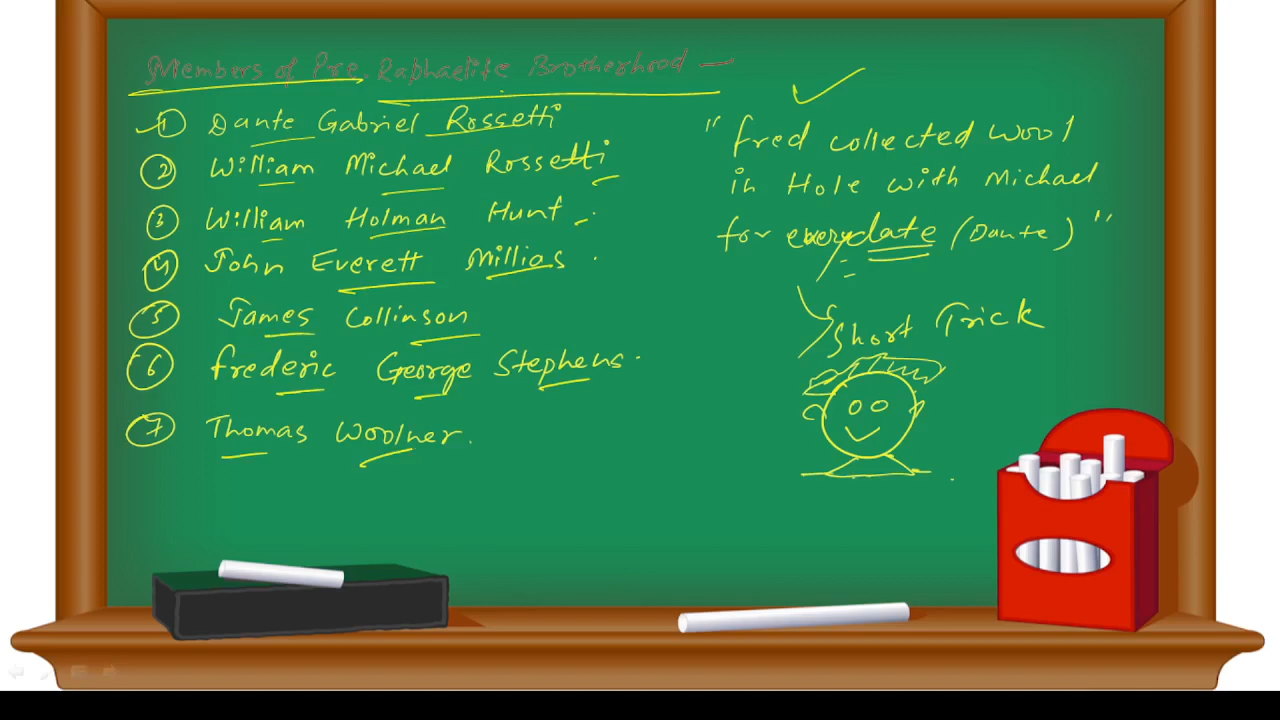 Members of Pre. Raphaelite Brotherhood —
1 Dante Gabriel Rossetti
2 William Michael Rossetti
3 William Holman Hunt .
4 John Everett Millias .
5 James Collinson
6 Frederic George Stephens.
7 Thomas Woolner.
"Fred collected wool
in Hole with Michael
for everydate (Dante)"
Short Trick